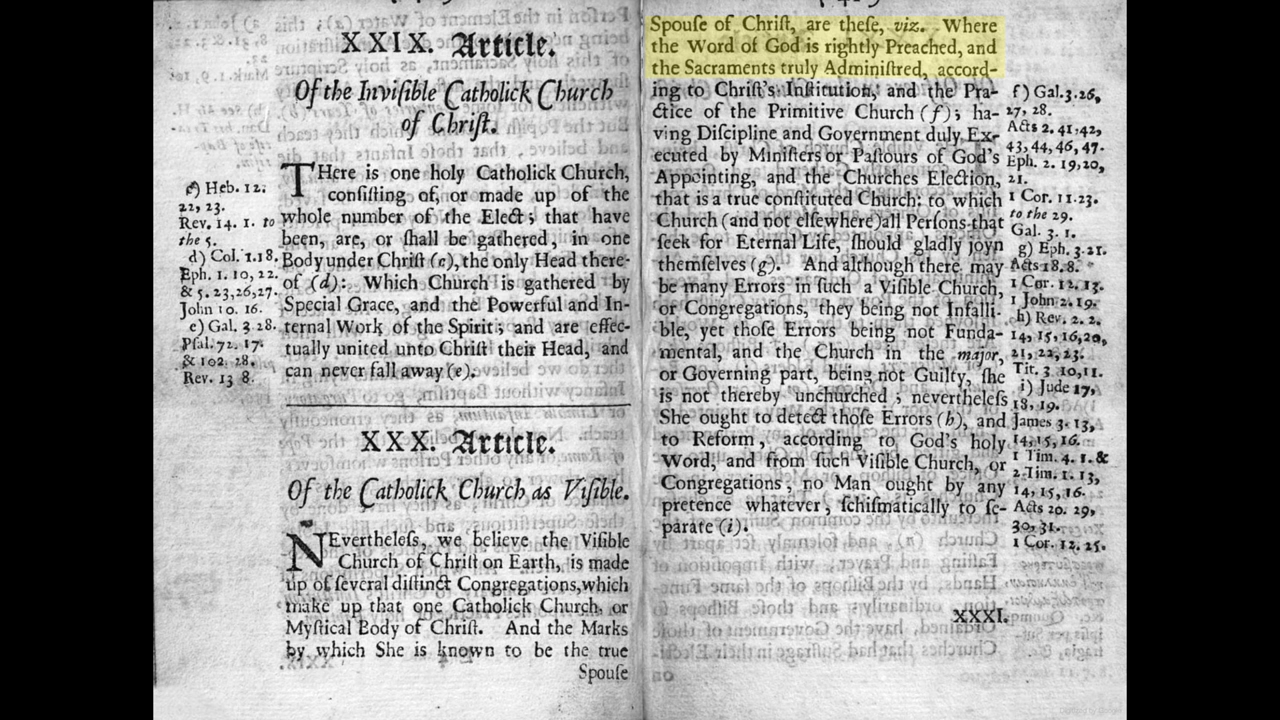 XXIX. Article.
Of the Inviſible Catholick Church
of Chriſt.
THere is one holy Catholick Church,
conſiſting of, or made up of the
whole number of the Elect; that have
been, are, or ſhall be gathered, in one
Body under Chriſt (c), the only Head there-
of (d): Which Church is gathered by
Special Grace, and the Powerful and In-
ternal Work of the Spirit; and are effec-
tually united unto Chriſt their Head, and
can never fall away (e).
c) Heb. 12.
22, 23.
Rev. 14. 1. to
the 5.
d) Col. 1.18.
Eph. 1. 10, 22.
& 5. 23,26,27.
John 10. 16.
e) Gal. 3 28.
Pſal. 72. 17.
& 102. 28.
Rev. 13 8.
XXX. Article.
Of the Catholick Church as Viſible.
NEvertheleſs, we believe the Viſible
Church of Chriſt on Earth, is made
up of ſeveral diſtinct Congregations, which
make up that one Catholick Church, or
Myſtical Body of Chriſt. And the Marks
by which She is known to be the true
Spouſe
Spouſe of Chriſt, are theſe, viz. Where
the Word of God is rightly Preached, and
the Sacraments truly Adminiſtred, accord-
ing to Chriſt's Inſtitution, and the Pra-
ctice of the Primitive Church (f); ha-
ving Diſcipline and Government duly Ex-
ecuted by Miniſters or Paſtours of God's
Appointing, and the Churches Election,
that is a true conſtituted Church: to which
Church (and not elſewhere) all Perſons that
ſeek for Eternal Life, ſhould gladly joyn
themſelves (g). And although there may
be many Errors in ſuch a Viſible Church,
or Congregations, they being not Infalli-
ble, yet thoſe Errors being not Funda-
mental, and the Church in the major,
or Governing part, being not Guilty, ſhe
is not thereby unchurched; nevertheleſs
She ought to detect thoſe Errors (h), and
to Reform, according to God's holy
Word, and from ſuch Viſible Church, or
Congregations, no Man ought by any
pretence whatever, ſchiſmatically to ſe-
parate (i).
f) Gal. 3.26,
27, 28.
Acts 2. 41,42,
43, 44, 46, 47.
Eph. 2. 19,20,
21.
1 Cor. 11.23.
to the 29.
Gal. 3. 1.
g) Eph. 3.21.
Acts 18.8.
1 Cor. 12. 13.
1 John 2. 19.
h) Rev. 2. 2.
14, 15, 16,20,
21, 22, 23.
Tit. 3. 10, 11.
i) Jude 17,
18, 19.
James 3. 13,
14, 15, 16.
1 Tim. 4. 1. &
2 Tim. 1. 13,
14, 15, 16.
Acts 20. 29,
30, 31.
1 Cor. 12. 25.
XXXI.